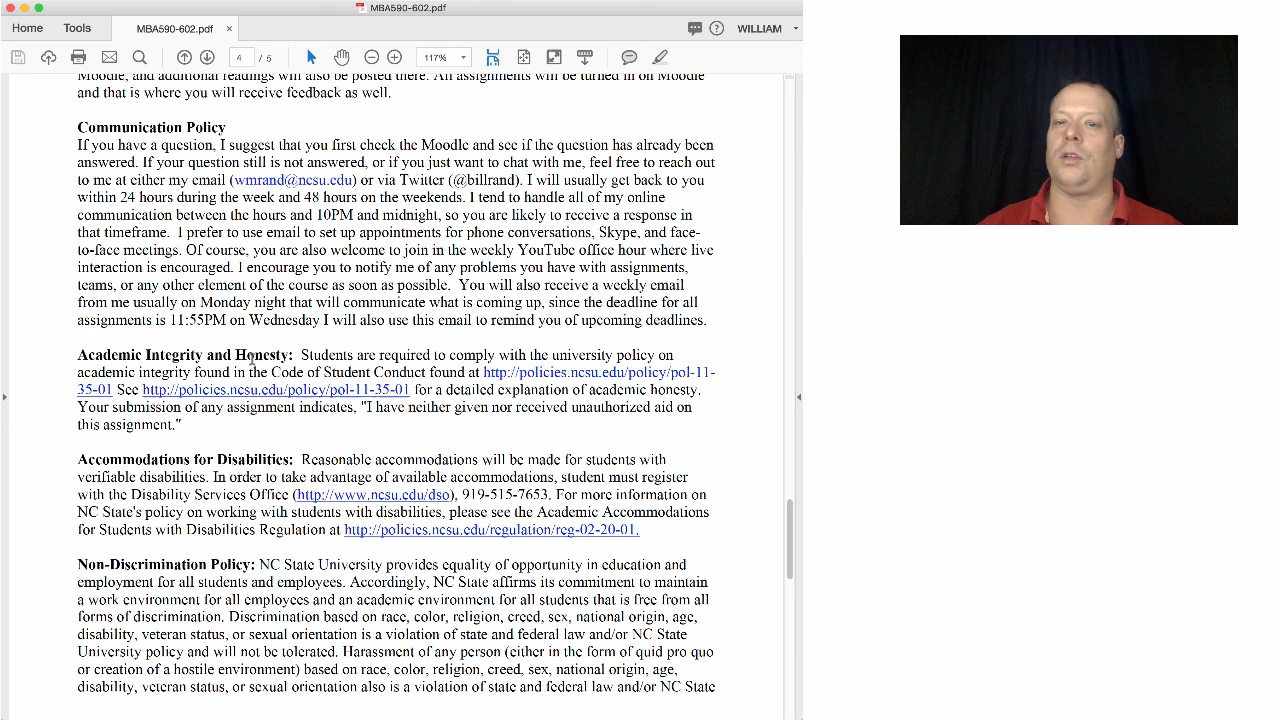 MBA590-602.pdf
Home Tools MBA590-602.pdf × WILLIAM
4 / 5 117%
Moodle, and additional readings will also be posted there. All assignments will be turned in on Moodle
and that is where you will receive feedback as well.
Communication Policy
If you have a question, I suggest that you first check the Moodle and see if the question has already been
answered. If your question still is not answered, or if you just want to chat with me, feel free to reach out
to me at either my email (wmrand@ncsu.edu) or via Twitter (@billrand). I will usually get back to you
within 24 hours during the week and 48 hours on the weekends. I tend to handle all of my online
communication between the hours and 10PM and midnight, so you are likely to receive a response in
that timeframe. I prefer to use email to set up appointments for phone conversations, Skype, and face-
to-face meetings. Of course, you are also welcome to join in the weekly YouTube office hour where live
interaction is encouraged. I encourage you to notify me of any problems you have with assignments,
teams, or any other element of the course as soon as possible. You will also receive a weekly email
from me usually on Monday night that will communicate what is coming up, since the deadline for all
assignments is 11:55PM on Wednesday I will also use this email to remind you of upcoming deadlines.
Academic Integrity and Honesty: Students are required to comply with the university policy on
academic integrity found in the Code of Student Conduct found at http://policies.ncsu.edu/policy/pol-11-
35-01 See http://policies.ncsu.edu/policy/pol-11-35-01 for a detailed explanation of academic honesty.
Your submission of any assignment indicates, "I have neither given nor received unauthorized aid on
this assignment."
Accommodations for Disabilities: Reasonable accommodations will be made for students with
verifiable disabilities. In order to take advantage of available accommodations, student must register
with the Disability Services Office (http://www.ncsu.edu/dso), 919-515-7653. For more information on
NC State's policy on working with students with disabilities, please see the Academic Accommodations
for Students with Disabilities Regulation at http://policies.ncsu.edu/regulation/reg-02-20-01.
Non-Discrimination Policy: NC State University provides equality of opportunity in education and
employment for all students and employees. Accordingly, NC State affirms its commitment to maintain
a work environment for all employees and an academic environment for all students that is free from all
forms of discrimination. Discrimination based on race, color, religion, creed, sex, national origin, age,
disability, veteran status, or sexual orientation is a violation of state and federal law and/or NC State
University policy and will not be tolerated. Harassment of any person (either in the form of quid pro quo
or creation of a hostile environment) based on race, color, religion, creed, sex, national origin, age,
disability, veteran status, or sexual orientation also is a violation of state and federal law and/or NC State